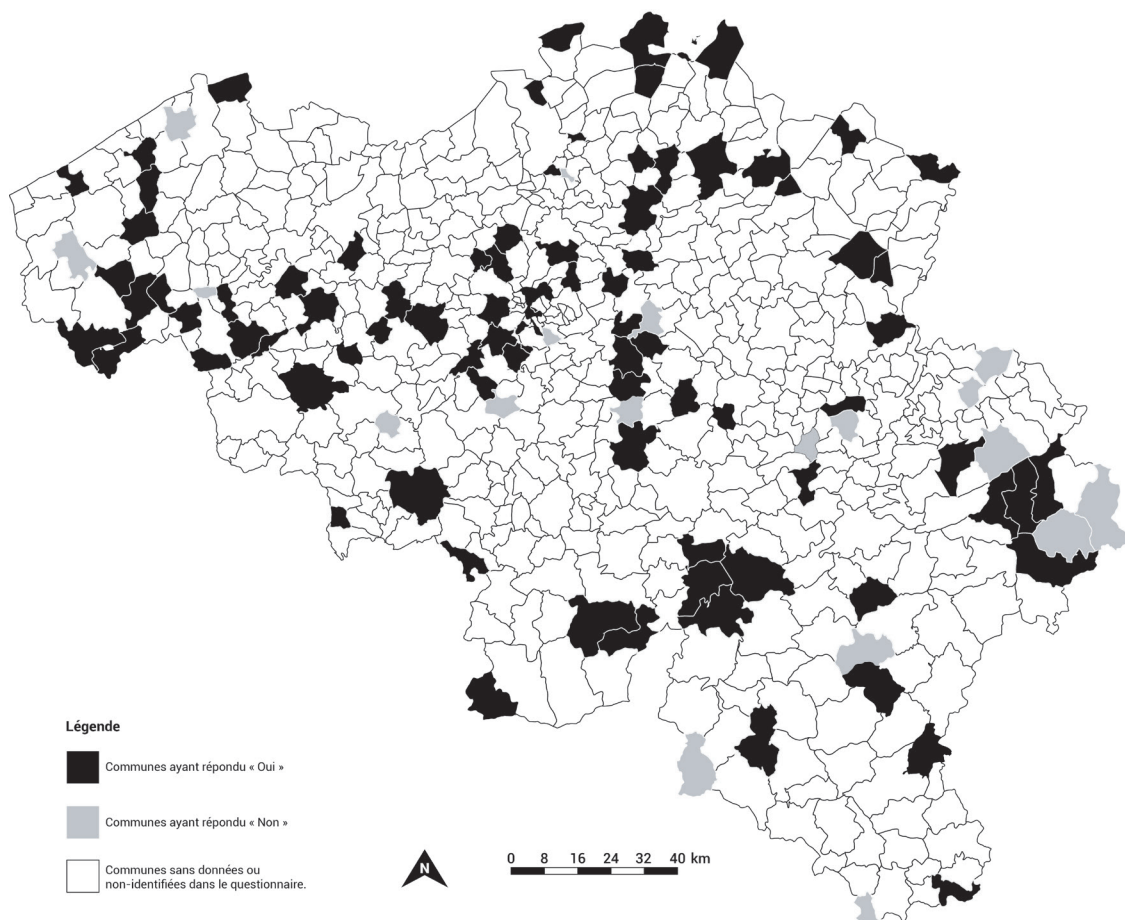 Légende
Communes ayant répondu « Oui »
Communes ayant répondu « Non »
Communes sans données ou
non-identifiées dans le questionnaire.
N
0 8 16 24 32 40 km